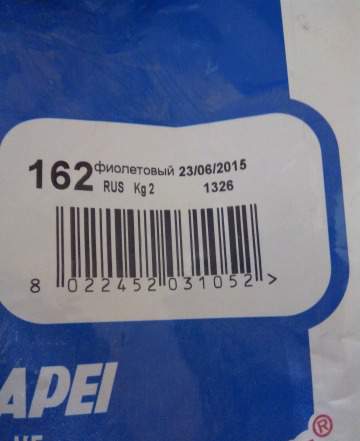 162 фиолетовый 23/06/2015
RUS Kg 2 1326
8 022452 031052 >
APEI
®